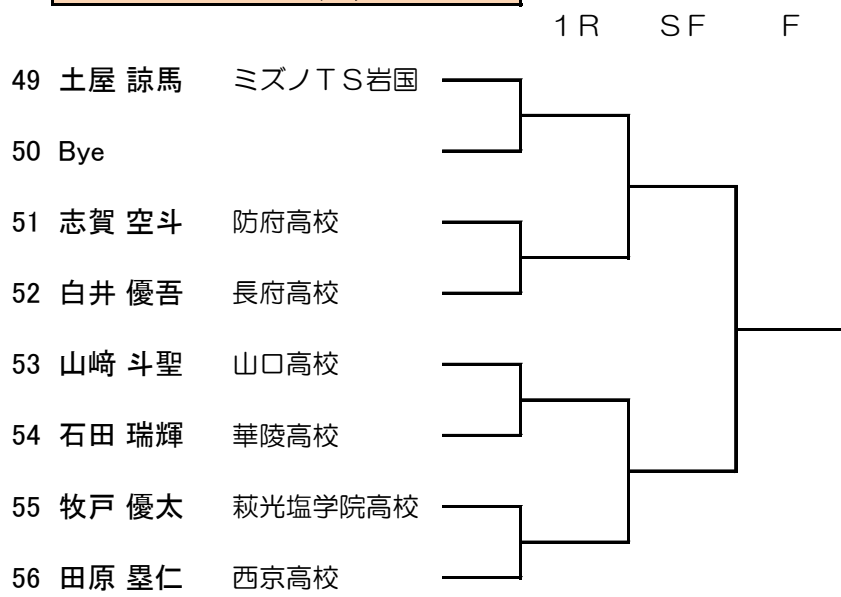 １Ｒ ＳＦ Ｆ
49 土屋 諒馬 ミズノＴＳ岩国
50 Bye
51 志賀 空斗 防府高校
52 白井 優吾 長府高校
53 山﨑 斗聖 山口高校
54 石田 瑞輝 華陵高校
55 牧戸 優太 萩光塩学院高校
56 田原 塁仁 西京高校